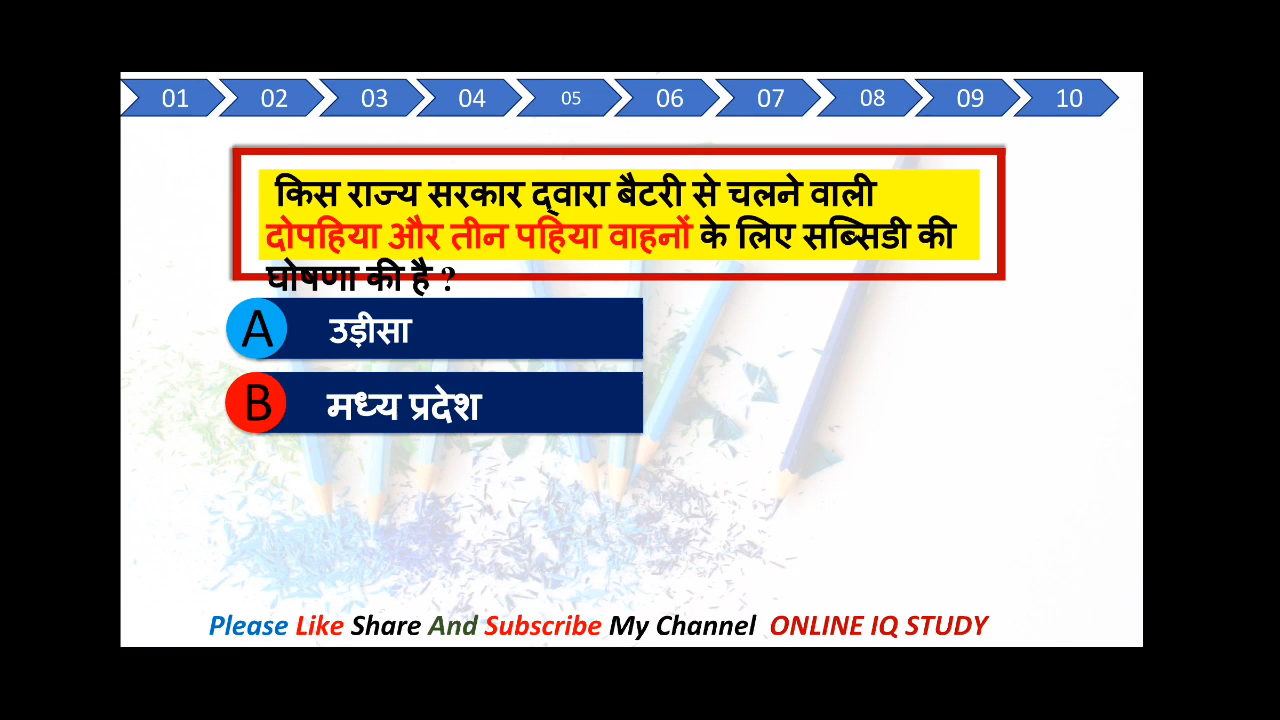 01 02 03 04 05 06 07 08 09 10
किस राज्य सरकार द्वारा बैटरी से चलने वाली
दोपहिया और तीन पहिया वाहनों के लिए सब्सिडी की
घोषणा की है ?
A उड़ीसा
B मध्य प्रदेश
Please Like Share And Subscribe My Channel ONLINE IQ STUDY